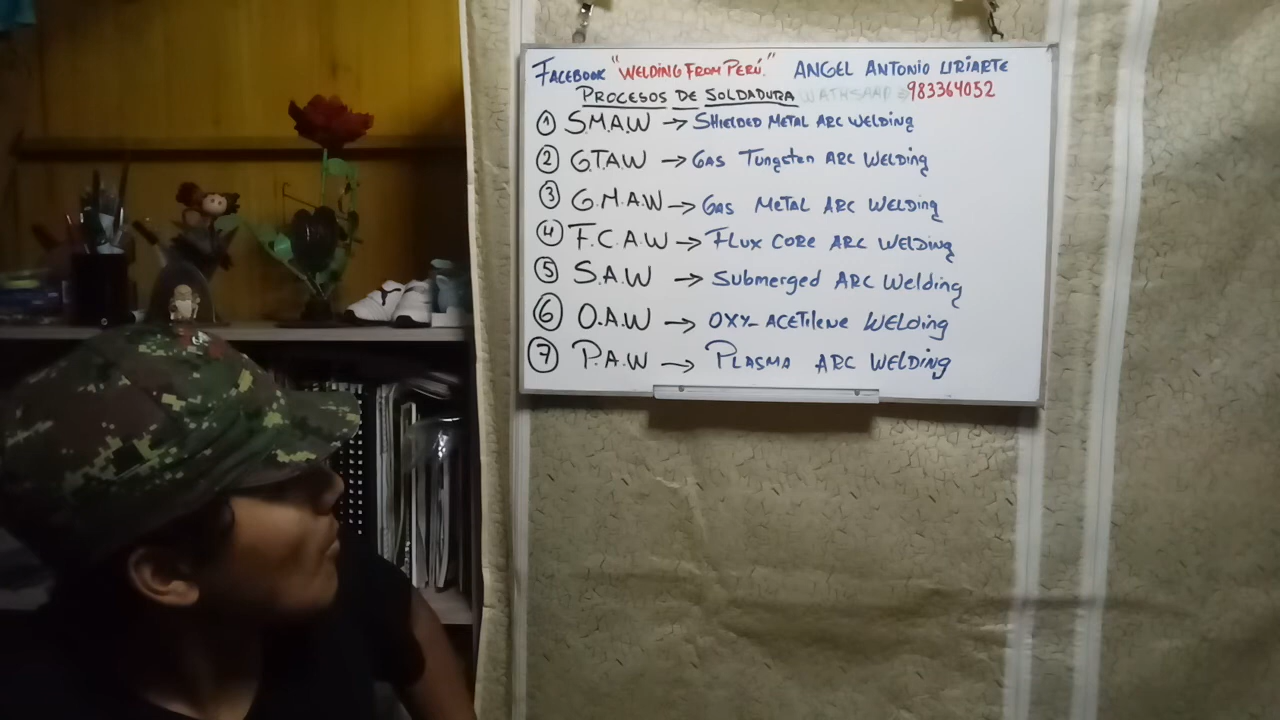 FACEBOOK "WELDING FROM PERÚ." ANGEL ANTONIO URIARTE
PROCESOS DE SOLDADURA WATHSAAP 983364052
① S.M.A.W → SHIELDED METAL ARC WELDING
② G.T.A.W → GAS Tungsten ARC WELDING
③ G.M.A.W → GAS METAL ARC WELDING
④ F.C.A.W → FLUX CORE ARC WELDING
⑤ S.A.W → Submerged ARC Welding
⑥ O.A.W → OXY-ACETILENE WELDING
⑦ P.A.W → PLASMA ARC WELDING